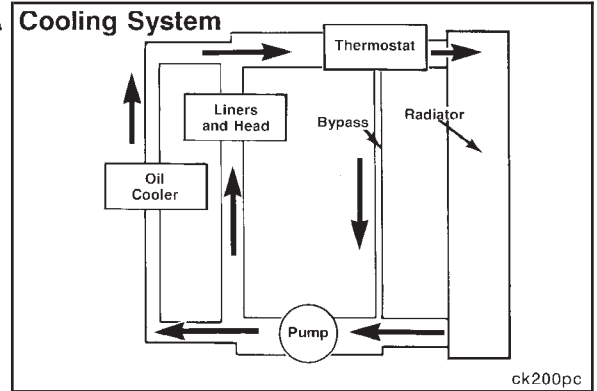 Cooling System
Thermostat
Liners
and Head
Bypass
Radiator
Oil
Cooler
Pump
ck200pc